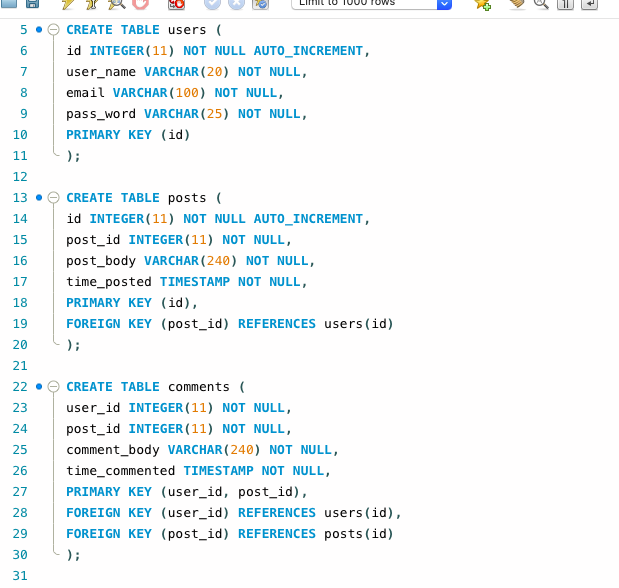 Limit to 1000 rows
5 CREATE TABLE users (
6 id INTEGER(11) NOT NULL AUTO_INCREMENT,
7 user_name VARCHAR(20) NOT NULL,
8 email VARCHAR(100) NOT NULL,
9 pass_word VARCHAR(25) NOT NULL,
10 PRIMARY KEY (id)
11 );
12
13 CREATE TABLE posts (
14 id INTEGER(11) NOT NULL AUTO_INCREMENT,
15 post_id INTEGER(11) NOT NULL,
16 post_body VARCHAR(240) NOT NULL,
17 time_posted TIMESTAMP NOT NULL,
18 PRIMARY KEY (id),
19 FOREIGN KEY (post_id) REFERENCES users(id)
20 );
21
22 CREATE TABLE comments (
23 user_id INTEGER(11) NOT NULL,
24 post_id INTEGER(11) NOT NULL,
25 comment_body VARCHAR(240) NOT NULL,
26 time_commented TIMESTAMP NOT NULL,
27 PRIMARY KEY (user_id, post_id),
28 FOREIGN KEY (user_id) REFERENCES users(id),
29 FOREIGN KEY (post_id) REFERENCES posts(id)
30 );
31